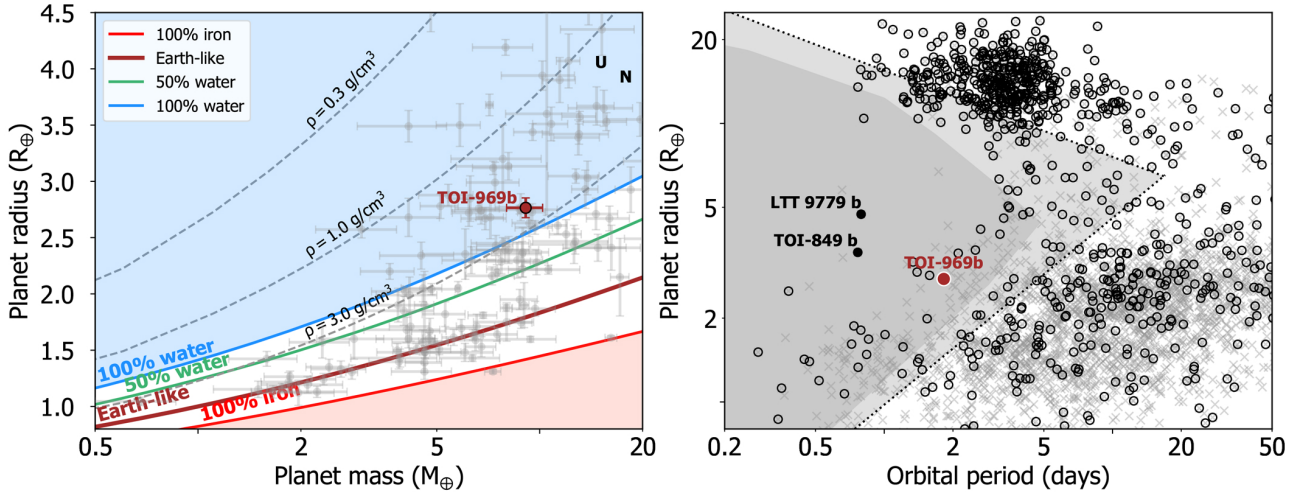 4.5
4.0
3.5
3.0
2.5
2.0
1.5
1.0
Planet radius (R⊕)
100% iron
Earth-like
50% water
100% water
ρ = 0.3 g/cm³
ρ = 1.0 g/cm³
ρ = 3.0 g/cm³
U
N
TOI-969b
100% water
50% water
Earth-like
100% iron
0.5
2
5
20
Planet mass (M⊕)
20
5
2
Planet radius (R⊕)
LTT 9779 b
TOI-849 b
TOI-969b
0.2
0.5
2
5
20
50
Orbital period (days)